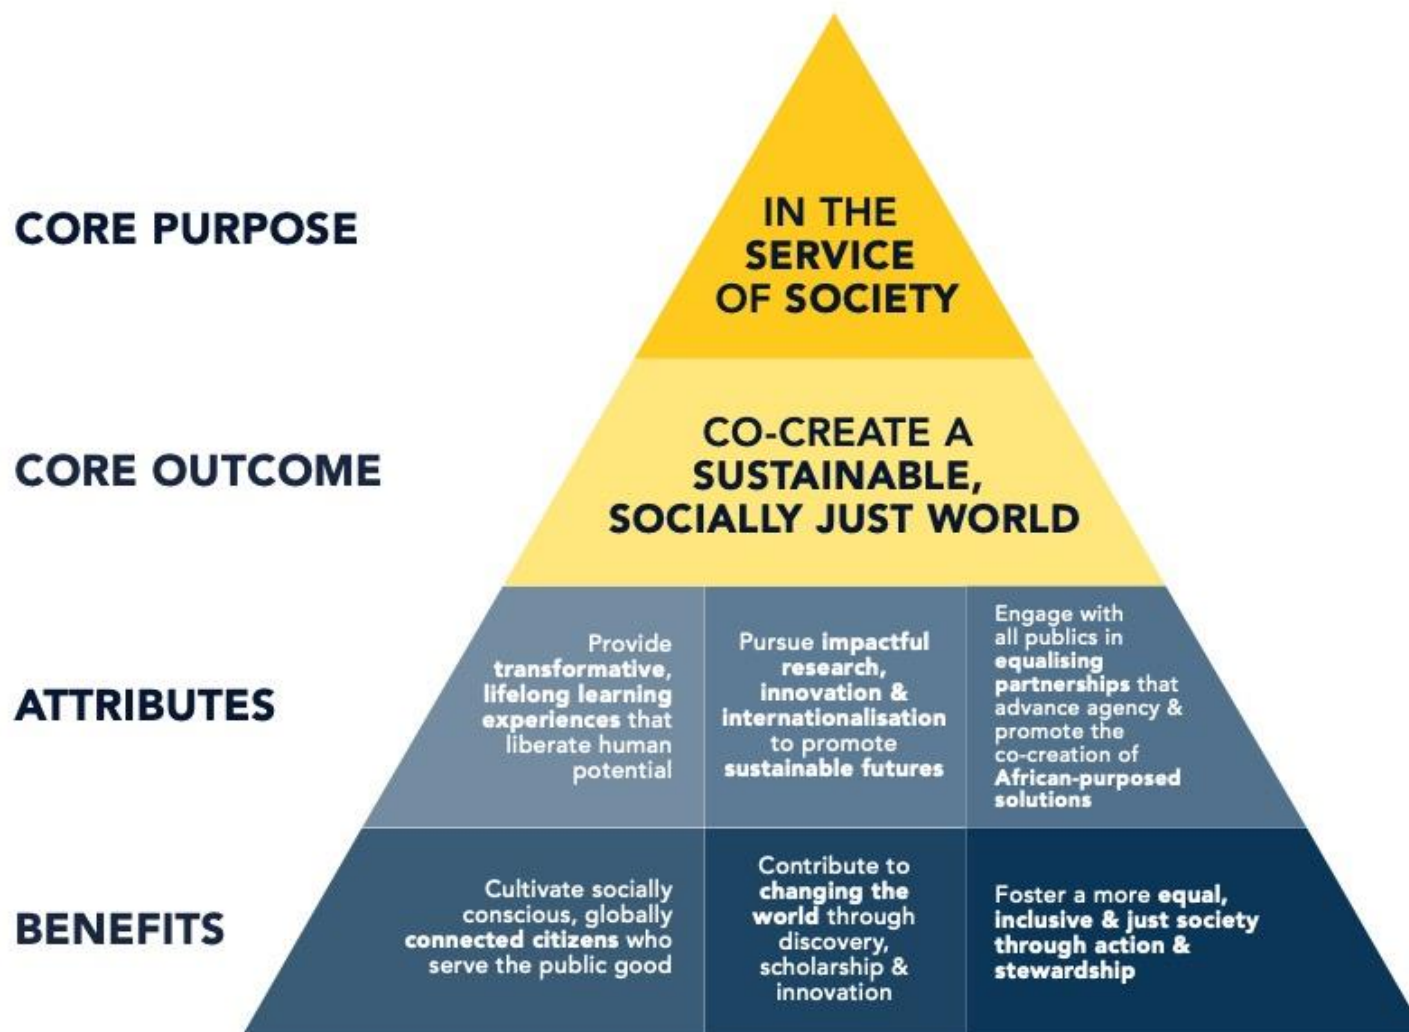 CORE PURPOSE
IN THE
SERVICE
OF SOCIETY
CORE OUTCOME
CO-CREATE A
SUSTAINABLE,
SOCIALLY JUST WORLD
ATTRIBUTES
Provide
transformative,
lifelong learning
experiences that
liberate human
potential
Pursue impactful
research,
innovation &
internationalisation
to promote
sustainable futures
Engage with
all publics in
equalising
partnerships that
advance agency &
promote the
co-creation of
African-purposed
solutions
BENEFITS
Cultivate socially
conscious, globally
connected citizens who
serve the public good
Contribute to
changing the
world through
discovery,
scholarship &
innovation
Foster a more equal,
inclusive & just society
through action &
stewardship